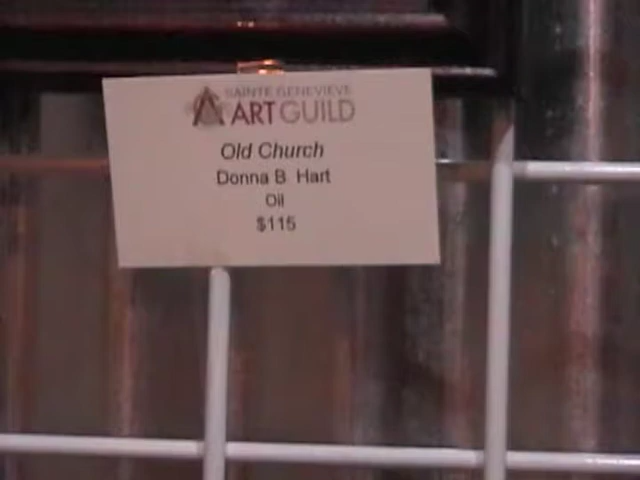 SAINTE GENEVIEVE
ART GUILD
Old Church
Donna B Hart
Oil
$115